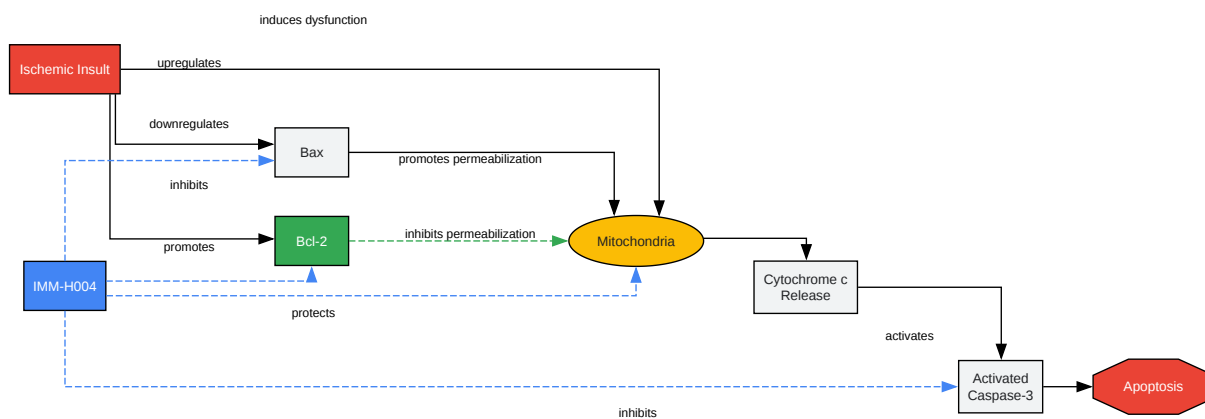 induces dysfunction
Ischemic Insult
upregulates
downregulates
Bax
promotes permeabilization
inhibits
Bcl-2
inhibits permeabilization
Mitochondria
promotes
IMM-H004
Cytochrome c
Release
protects
activates
Activated
Caspase-3
Apoptosis
inhibits